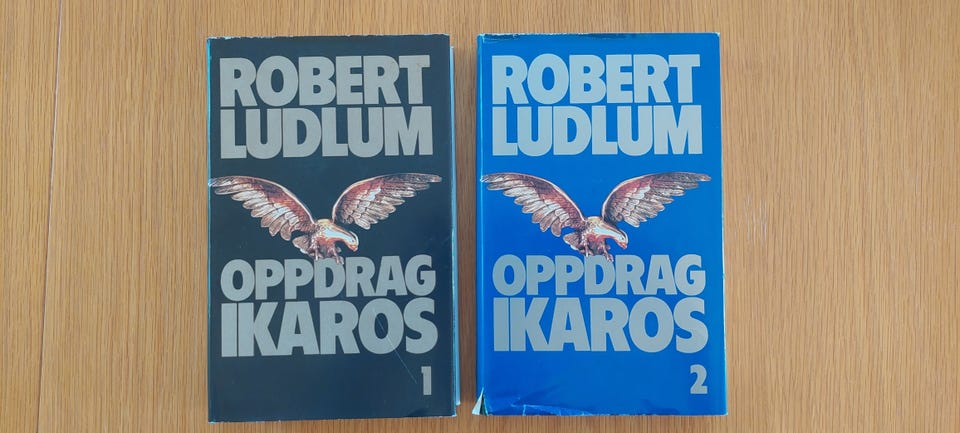 ROBERT
LUDLUM
OPPDRAG
IKAROS
1
ROBERT
LUDLUM
OPPDRAG
IKAROS
2